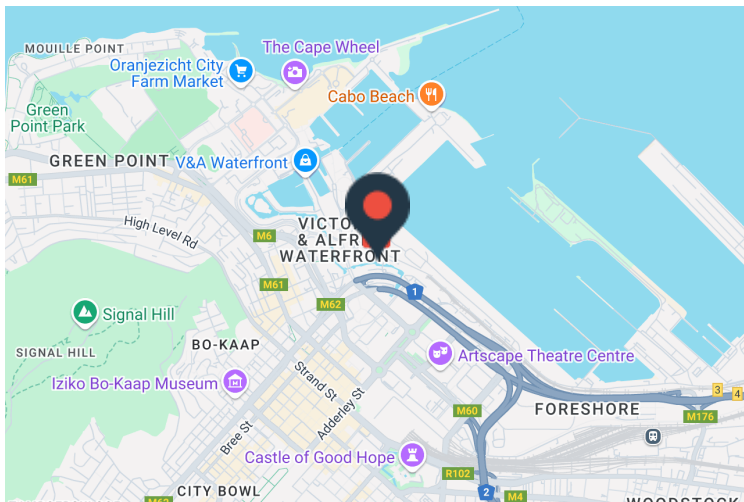 MOUILLE POINT
The Cape Wheel
Oranjezicht City
Farm Market
Cabo Beach
Green
Point Park
GREEN POINT
V&A Waterfront
M61
High Level Rd
M6
& ALFR
WATERFRONT
M61
1
M62
Signal Hill
SIGNAL HILL
BO-KAAP
Artscape Theatre Centre
Iziko Bo-Kaap Museum
Strand St
Adderley St
3
4
M60
FORESHORE
M176
Bree St
Castle of Good Hope
R102
CITY BOWL
2
M4